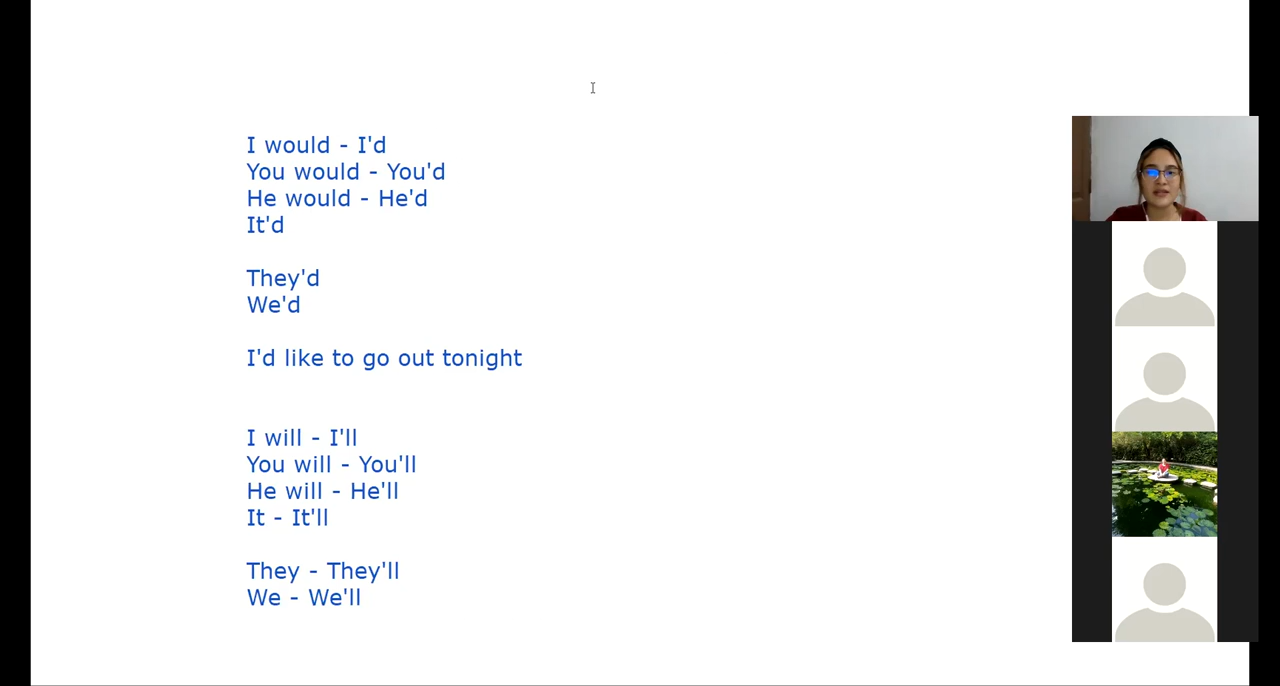 I would - I'd
You would - You'd
He would - He'd
It'd
They'd
We'd
I'd like to go out tonight
I will - I'll
You will - You'll
He will - He'll
It - It'll
They - They'll
We - We'll